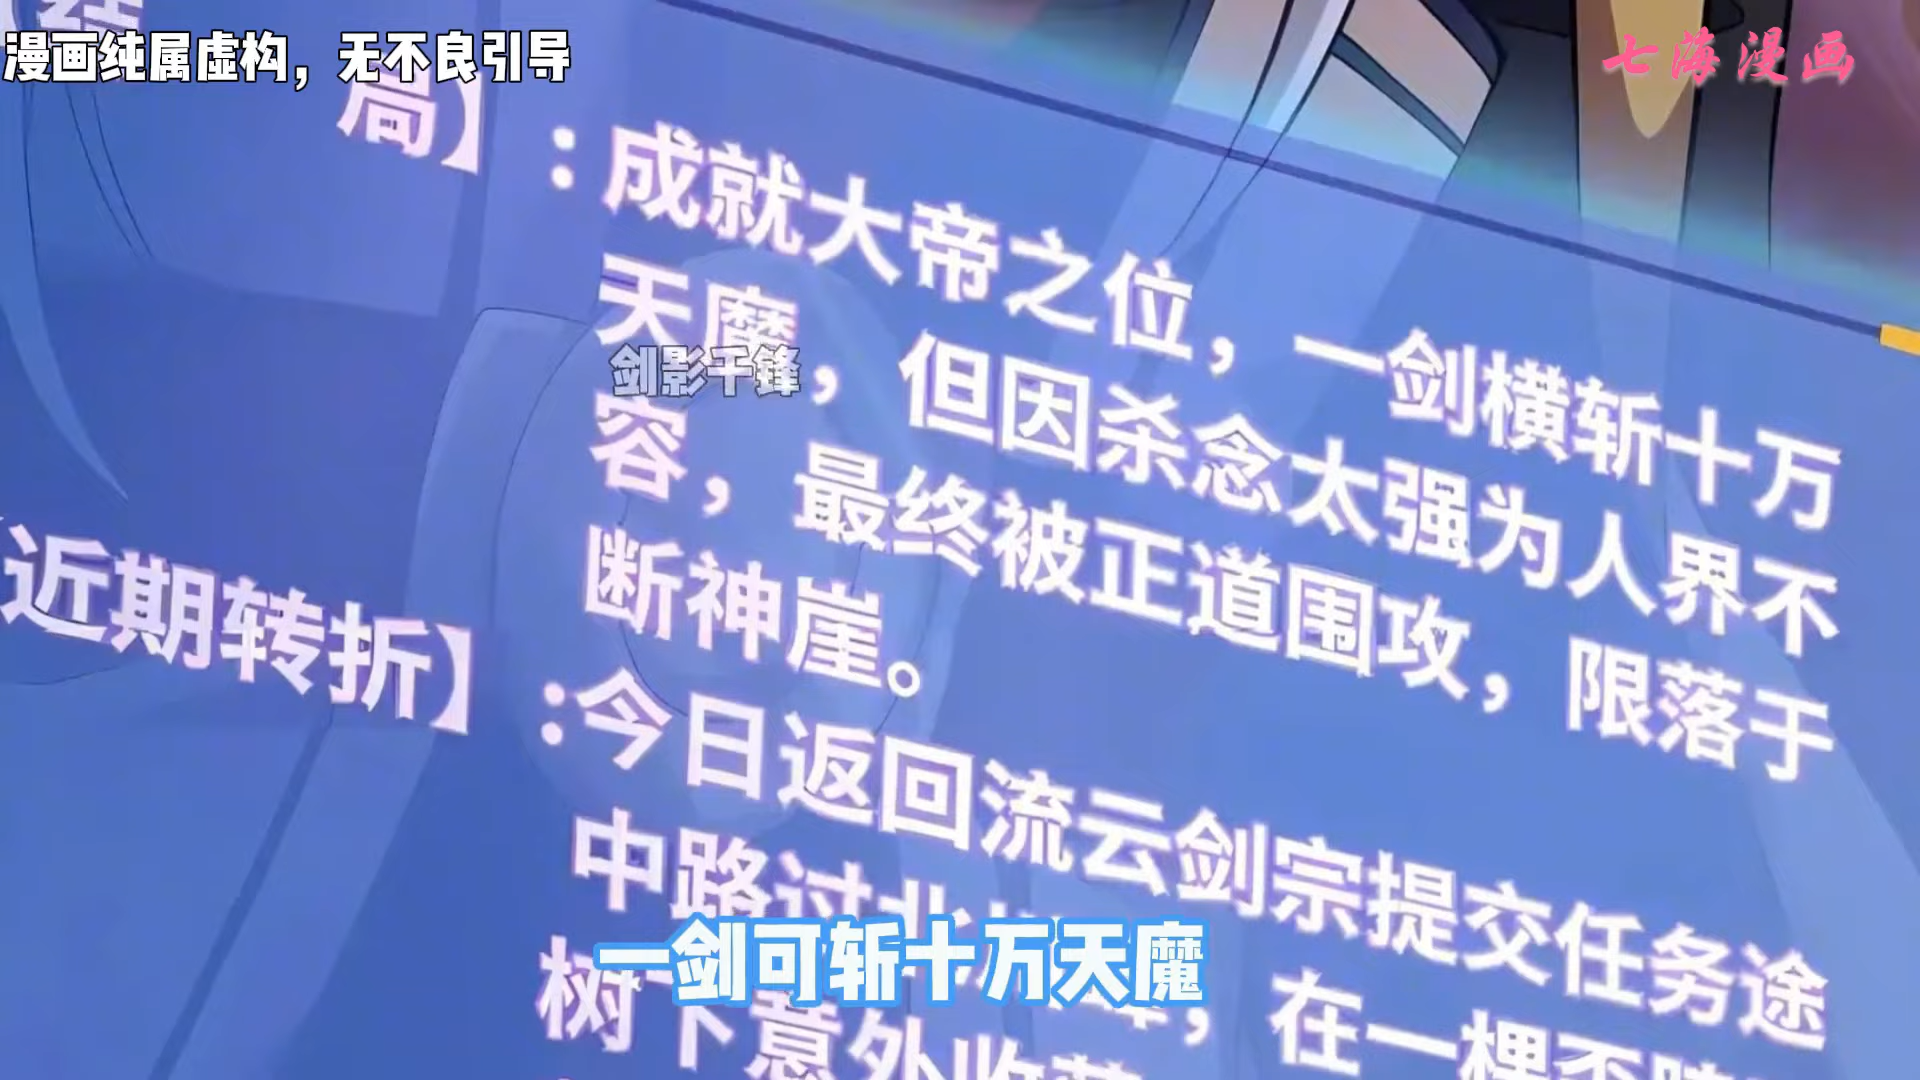 漫画纯属虚构，无不良引导
七海漫画
局】：成就大帝之位，一剑横斩十万
天魔，但因杀念太强为人界不
剑影千鋒
容，最终被正道围攻，限落于
断神崖。
近期转折】：今日返回流云剑宗提交任务途
中路过北
一剑可斩十万天魔
，在一棵
树下意外收